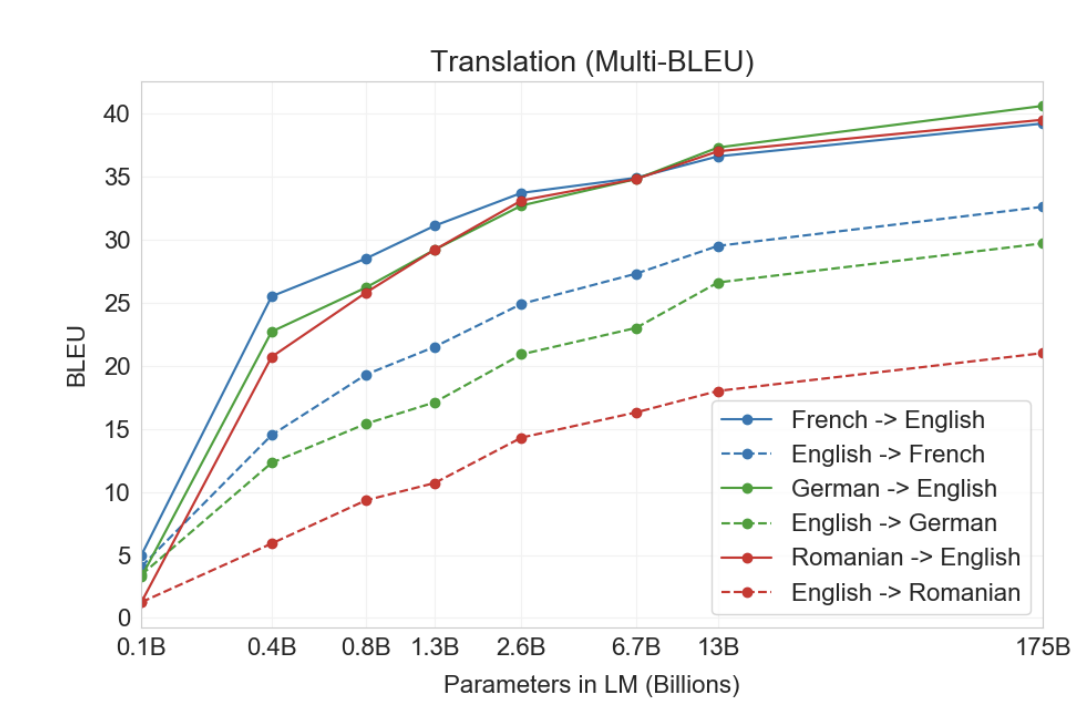 Translation (Multi-BLEU)
40
35
30
25
20
15
10
5
0
BLEU
French -> English
English -> French
German -> English
English -> German
Romanian -> English
English -> Romanian
0.1B 0.4B 0.8B 1.3B 2.6B 6.7B 13B 175B
Parameters in LM (Billions)